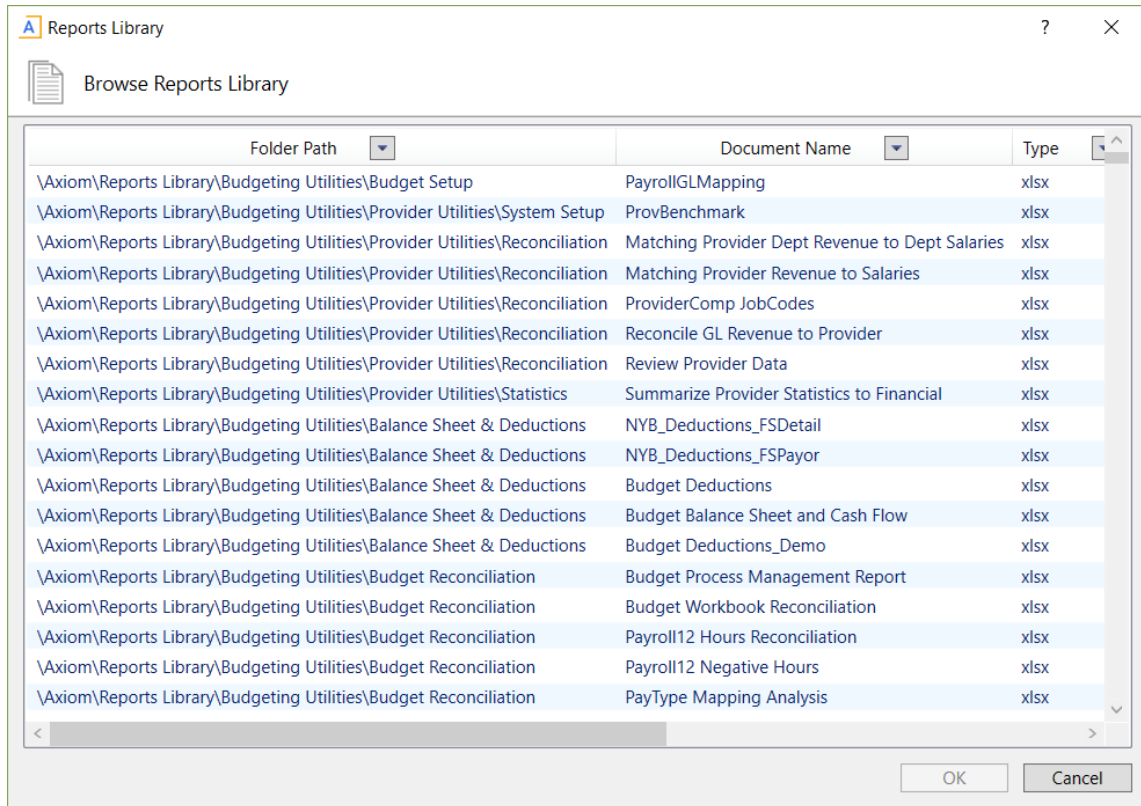 A Reports Library ?
Browse Reports Library
Folder Path Document Name Type
\Axiom\Reports Library\Budgeting Utilities\Budget Setup PayrollGLMapping xlsx
\Axiom\Reports Library\Budgeting Utilities\Provider Utilities\System Setup ProvBenchmark xlsx
\Axiom\Reports Library\Budgeting Utilities\Provider Utilities\Reconciliation Matching Provider Dept Revenue to Dept Salaries xlsx
\Axiom\Reports Library\Budgeting Utilities\Provider Utilities\Reconciliation Matching Provider Revenue to Salaries xlsx
\Axiom\Reports Library\Budgeting Utilities\Provider Utilities\Reconciliation ProviderComp JobCodes xlsx
\Axiom\Reports Library\Budgeting Utilities\Provider Utilities\Reconciliation Reconcile GL Revenue to Provider xlsx
\Axiom\Reports Library\Budgeting Utilities\Provider Utilities\Reconciliation Review Provider Data xlsx
\Axiom\Reports Library\Budgeting Utilities\Provider Utilities\Statistics Summarize Provider Statistics to Financial xlsx
\Axiom\Reports Library\Budgeting Utilities\Balance Sheet & Deductions NYB_Deductions_FSDetail xlsx
\Axiom\Reports Library\Budgeting Utilities\Balance Sheet & Deductions NYB_Deductions_FSPayor xlsx
\Axiom\Reports Library\Budgeting Utilities\Balance Sheet & Deductions Budget Deductions xlsx
\Axiom\Reports Library\Budgeting Utilities\Balance Sheet & Deductions Budget Balance Sheet and Cash Flow xlsx
\Axiom\Reports Library\Budgeting Utilities\Balance Sheet & Deductions Budget Deductions_Demo xlsx
\Axiom\Reports Library\Budgeting Utilities\Budget Reconciliation Budget Process Management Report xlsx
\Axiom\Reports Library\Budgeting Utilities\Budget Reconciliation Budget Workbook Reconciliation xlsx
\Axiom\Reports Library\Budgeting Utilities\Budget Reconciliation Payroll12 Hours Reconciliation xlsx
\Axiom\Reports Library\Budgeting Utilities\Budget Reconciliation Payroll12 Negative Hours xlsx
\Axiom\Reports Library\Budgeting Utilities\Budget Reconciliation PayType Mapping Analysis xlsx
OK Cancel